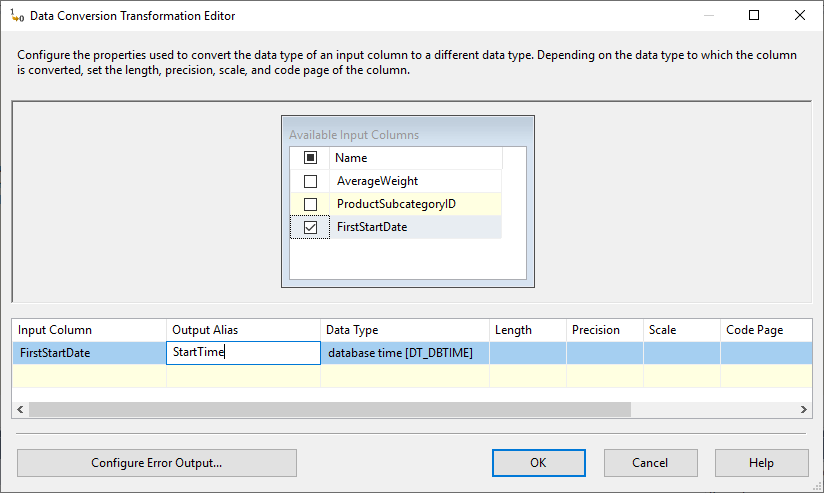 Data Conversion Transformation Editor
Configure the properties used to convert the data type of an input column to a different data type. Depending on the data type to which the column
is converted, set the length, precision, scale, and code page of the column.
Available Input Columns
Name
AverageWeight
ProductSubcategoryID
FirstStartDate
Input Column Output Alias Data Type Length Precision Scale Code Page
FirstStartDate StartTime database time [DT_DBTIME]
Configure Error Output... OK Cancel Help